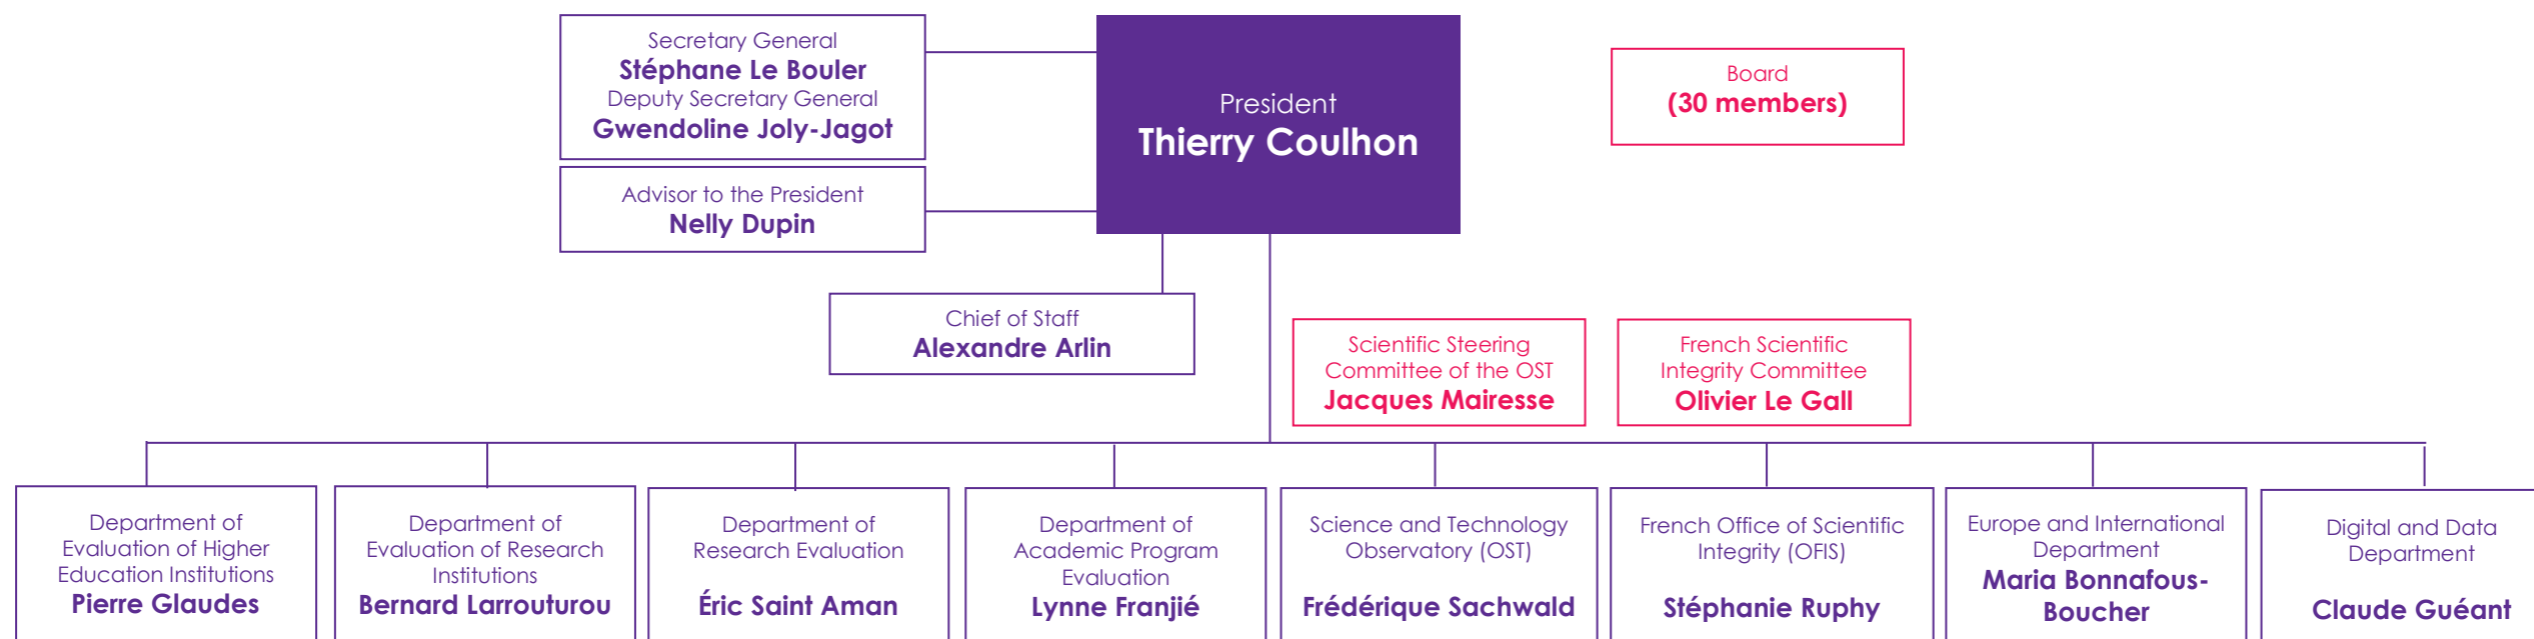 Secretary General
Stéphane Le Bouler
Deputy Secretary General
Gwendoline Joly-Jagot
President
Thierry Coulhon
Board
(30 members)
Advisor to the President
Nelly Dupin
Chief of Staff
Alexandre Arlin
Scientific Steering
Committee of the OST
Jacques Mairesse
French Scientific
Integrity Committee
Olivier Le Gall
Department of
Evaluation of Higher
Education Institutions
Pierre Glaudes
Department of
Evaluation of Research
Institutions
Bernard Larrouturou
Department of
Research Evaluation
Éric Saint Aman
Department of
Academic Program
Evaluation
Lynne Franjié
Science and Technology
Observatory (OST)
Frédérique Sachwald
French Office of Scientific
Integrity (OFIS)
Stéphanie Ruphy
Europe and International
Department
Maria Bonnafous-
Boucher
Digital and Data
Department
Claude Guéant